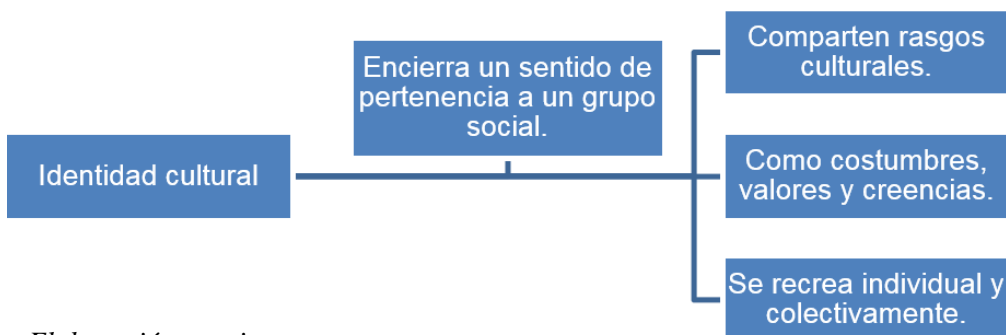 Identidad cultural
Encierra un sentido de
pertenencia a un grupo
social.
Comparten rasgos
culturales.
Como costumbres,
valores y creencias.
Se recrea individual y
colectivamente.